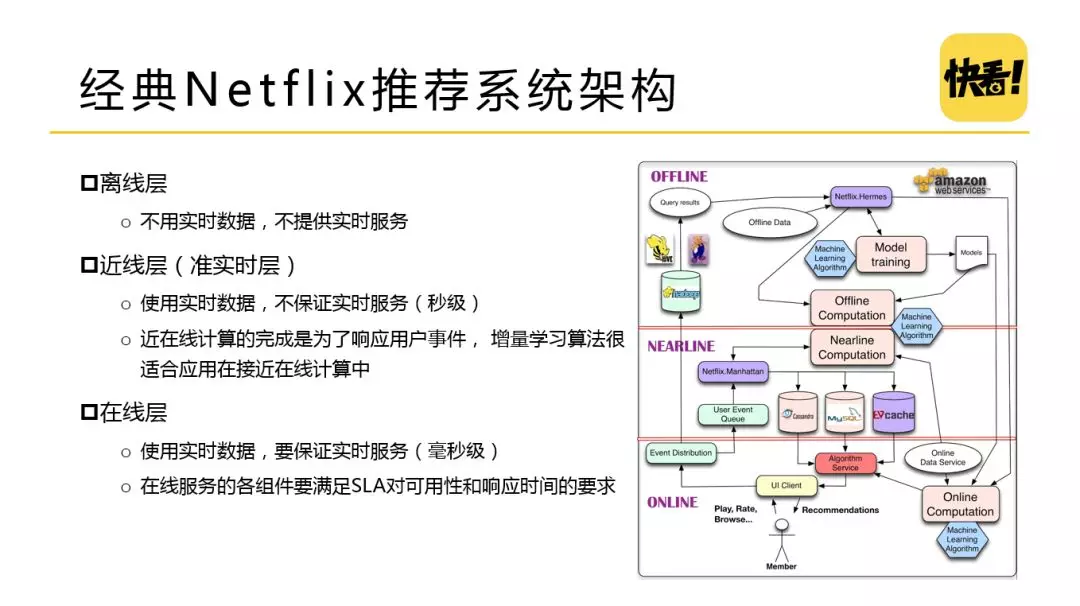 经典Netflix推荐系统架构
快看!
离线层
不用实时数据，不提供实时服务
近线层（准实时层）
使用实时数据，不保证实时服务（秒级）
近在线计算的完成是为了响应用户事件， 增量学习算法很
适合应用在接近在线计算中
在线层
使用实时数据，要保证实时服务（毫秒级）
在线服务的各组件要满足SLA对可用性和响应时间的要求
OFFLINE
amazon
web services™
Query results
Netflix.Hermes
Offline Data
HIVE
Machine
Learning
Algorithm
Model
training
Models
hadoop
Offline
Computation
Machine
Learning
Algorithm
NEARLINE
Nearline
Computation
Netflix.Manhattan
User Event
Queue
Cassandra
MySQL
EVcache
Event Distribution
Algorithm
Service
Online
Data Service
UI Client
ONLINE
Play, Rate,
Browse...
Recommendations
Online
Computation
Machine
Learning
Algorithm
Member